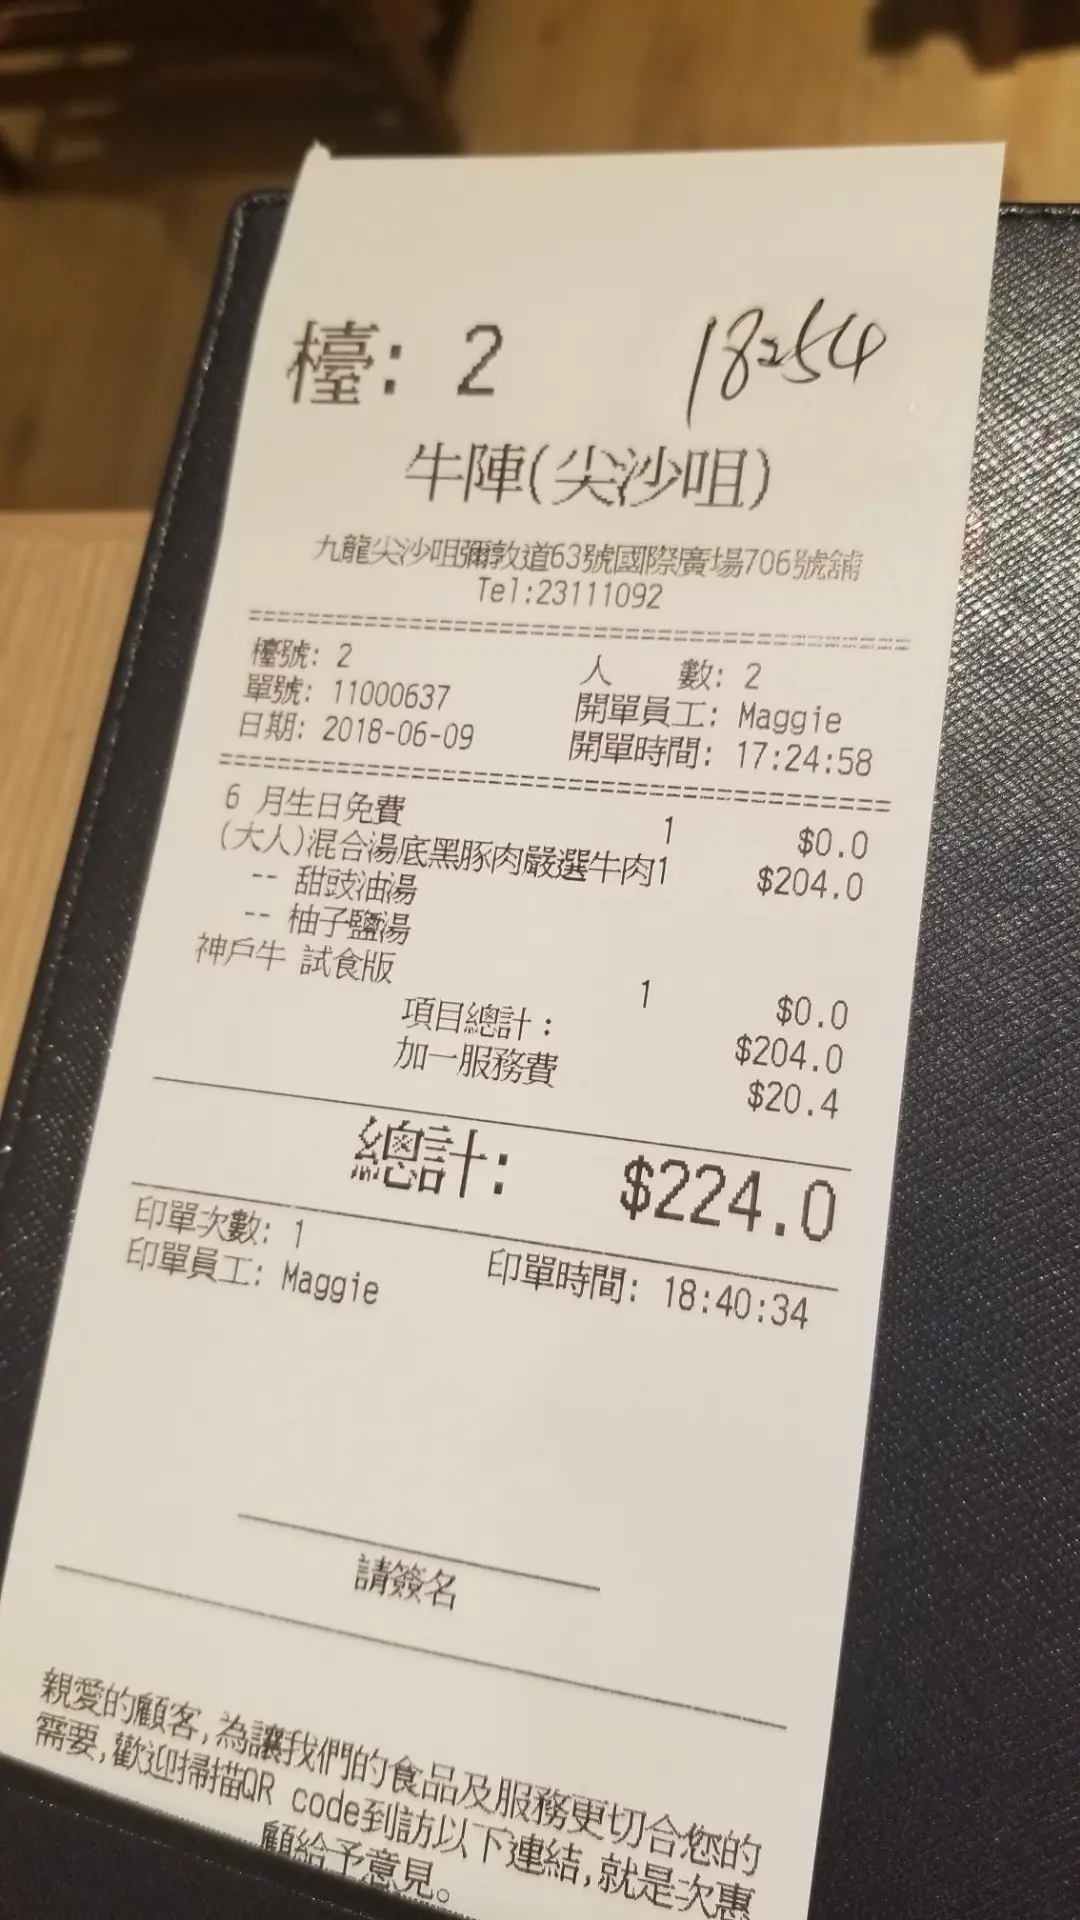 檯: 2 18254
牛陣(尖沙咀)
九龍尖沙咀彌敦道63號國際廣場706號舖
Tel:23111092
檯號: 2 人 數: 2
單號: 11000637 開單員工: Maggie
日期: 2018-06-09 開單時間: 17:24:58
6 月生日免費 1 $0.0
(大人)混合湯底黑豚肉嚴選牛肉1 $204.0
-- 甜豉油湯
-- 柚子鹽湯
神戶牛 試食版 1 $0.0
項目總計: $204.0
加一服務費 $20.4
總計: $224.0
印單次數: 1
印單員工: Maggie 印單時間: 18:40:34
請簽名
親愛的顧客,為讓我們的食品及服務更切合您的
需要,歡迎掃描QR code到訪以下連結,就是次惠
顧給予意見。